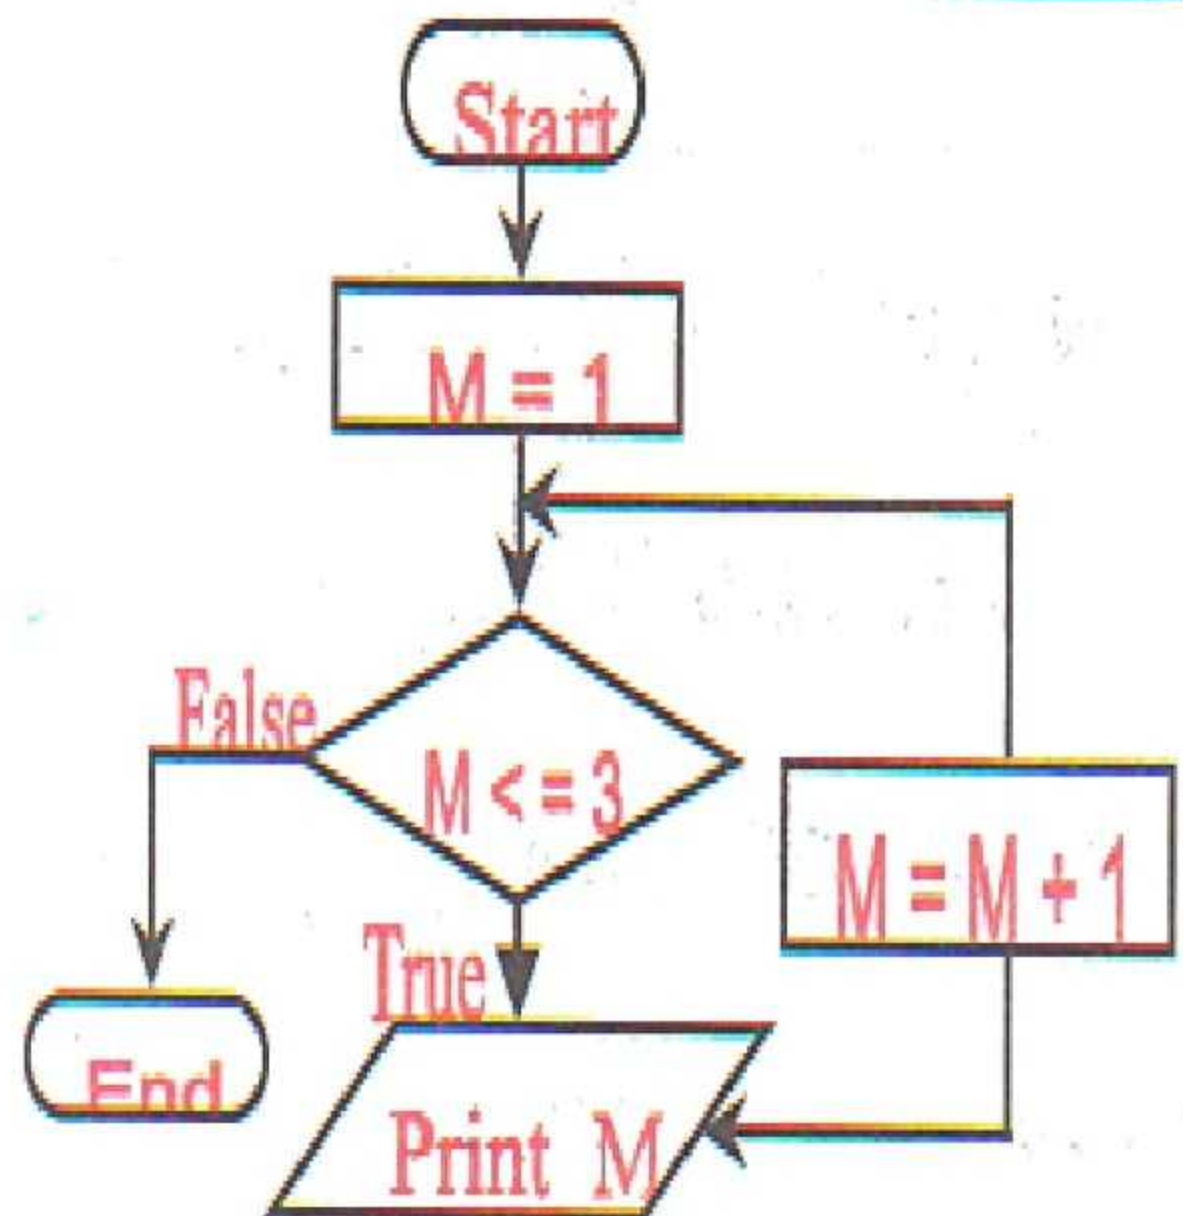 Start
M = 1
False
M < = 3
M = M + 1
True
End
Print M